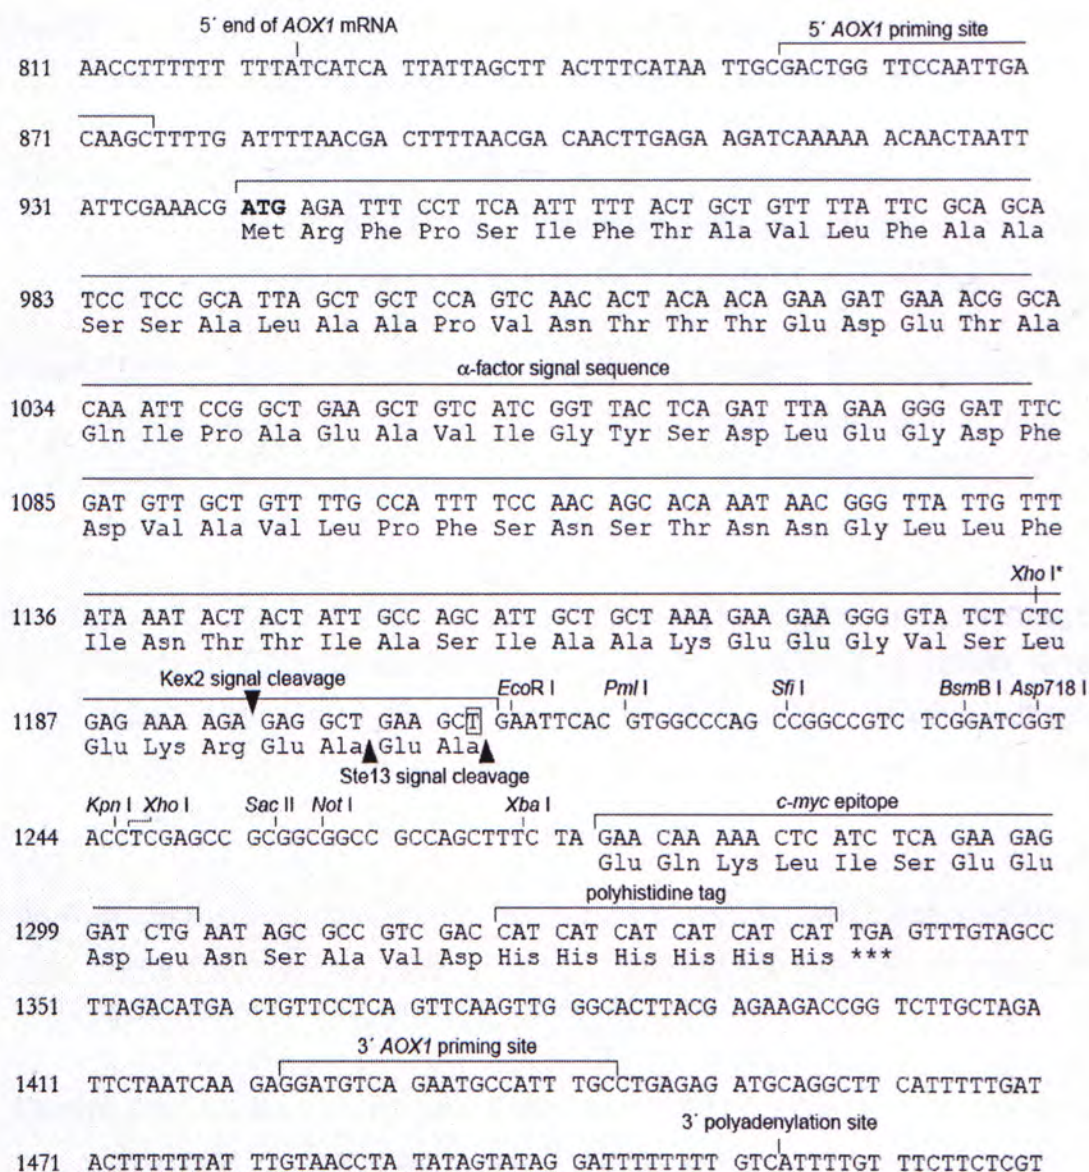 5´ end of AOX1 mRNA 5´ AOX1 priming site
811 AACCTTTTTT TTTATCATCA TTATTAGCTT ACTTTCATAA TTGCGACTGG TTCCAATTGA
871 CAAGCTTTTG ATTTTAACGA CTTTTAACGA CAACTTGAGA AGATCAAAAA ACAACTAATT
931 ATTCGAAACG ATG AGA TTT CCT TCA ATT TTT ACT GCT GTT TTA TTC GCA GCA
Met Arg Phe Pro Ser Ile Phe Thr Ala Val Leu Phe Ala Ala
983 TCC TCC GCA TTA GCT GCT CCA GTC AAC ACT ACA ACA GAA GAT GAA ACG GCA
Ser Ser Ala Leu Ala Ala Pro Val Asn Thr Thr Thr Glu Asp Glu Thr Ala
α-factor signal sequence
1034 CAA ATT CCG GCT GAA GCT GTC ATC GGT TAC TCA GAT TTA GAA GGG GAT TTC
Gln Ile Pro Ala Glu Ala Val Ile Gly Tyr Ser Asp Leu Glu Gly Asp Phe
1085 GAT GTT GCT GTT TTG CCA TTT TCC AAC AGC ACA AAT AAC GGG TTA TTG TTT
Asp Val Ala Val Leu Pro Phe Ser Asn Ser Thr Asn Asn Gly Leu Leu Phe
Xho I*
1136 ATA AAT ACT ACT ATT GCC AGC ATT GCT GCT AAA GAA GAA GGG GTA TCT CTC
Ile Asn Thr Thr Ile Ala Ser Ile Ala Ala Lys Glu Glu Gly Val Ser Leu
Kex2 signal cleavage EcoR I Pml I Sfi I BsmB I Asp718 I
1187 GAG AAA AGA GAG GCT GAA GCT GAATTCAC GTGGCCCAG CCGGCCGTC TCGGATCGGT
Glu Lys Arg Glu Ala Glu Ala
Ste13 signal cleavage
Kpn I Xho I Sac II Not I Xba I c-myc epitope
1244 ACCTCGAGCC GCGGCGGCC GCCAGCTTTC TA GAA CAA AAA CTC ATC TCA GAA GAG
Glu Gln Lys Leu Ile Ser Glu Glu
polyhistidine tag
1299 GAT CTG AAT AGC GCC GTC GAC CAT CAT CAT CAT CAT CAT TGA GTTTGTAGCC
Asp Leu Asn Ser Ala Val Asp His His His His His His ***
1351 TTAGACATGA CTGTTCCTCA GTTCAAGTTG GGCACTTACG AGAAGACCGG TCTTGCTAGA
3´ AOX1 priming site
1411 TTCTAATCAA GAGGATGTCA GAATGCCATT TGCCTGAGAG ATGCAGGCTT CATTTTTGAT
3´ polyadenylation site
1471 ACTTTTTTAT TTGTAACCTA TATAGTATAG GATTTTTTTT GTCATTTTGT TTCTTCTCGT